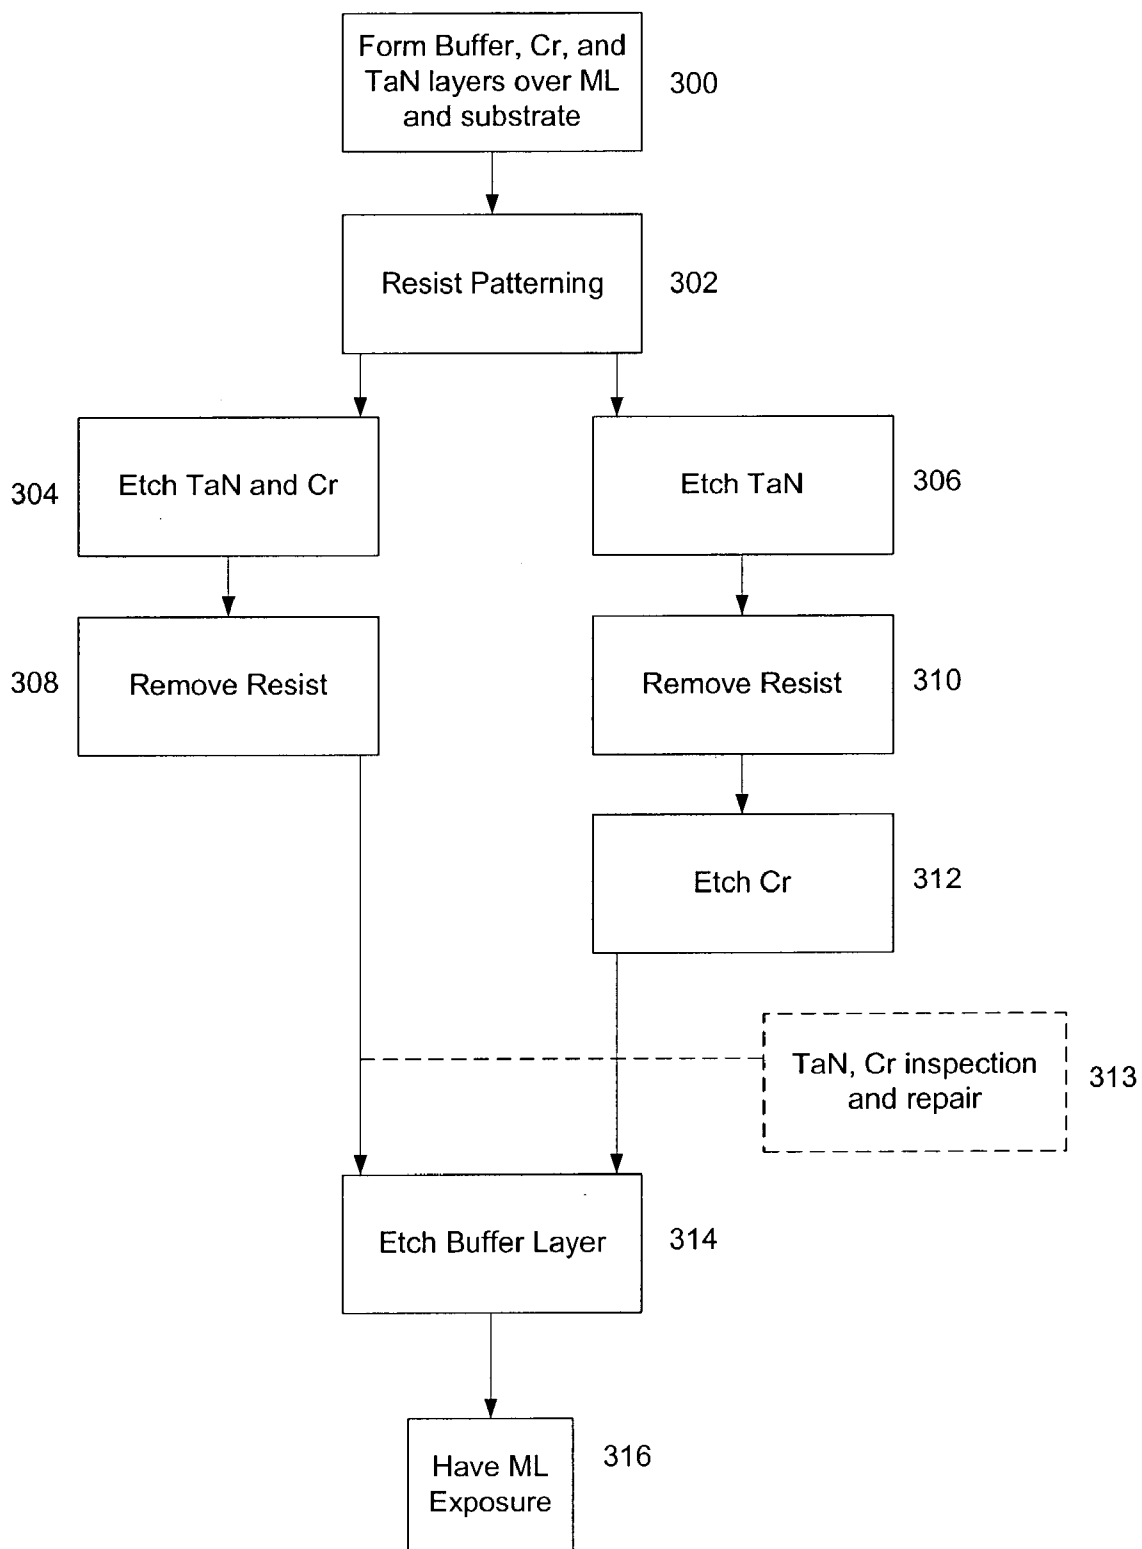 Form Buffer, Cr, and
TaN layers over ML
and substrate
300
Resist Patterning
302
304
Etch TaN and Cr
Etch TaN
306
308
Remove Resist
Remove Resist
310
Etch Cr
312
TaN, Cr inspection
and repair
313
Etch Buffer Layer
314
Have ML
Exposure
316